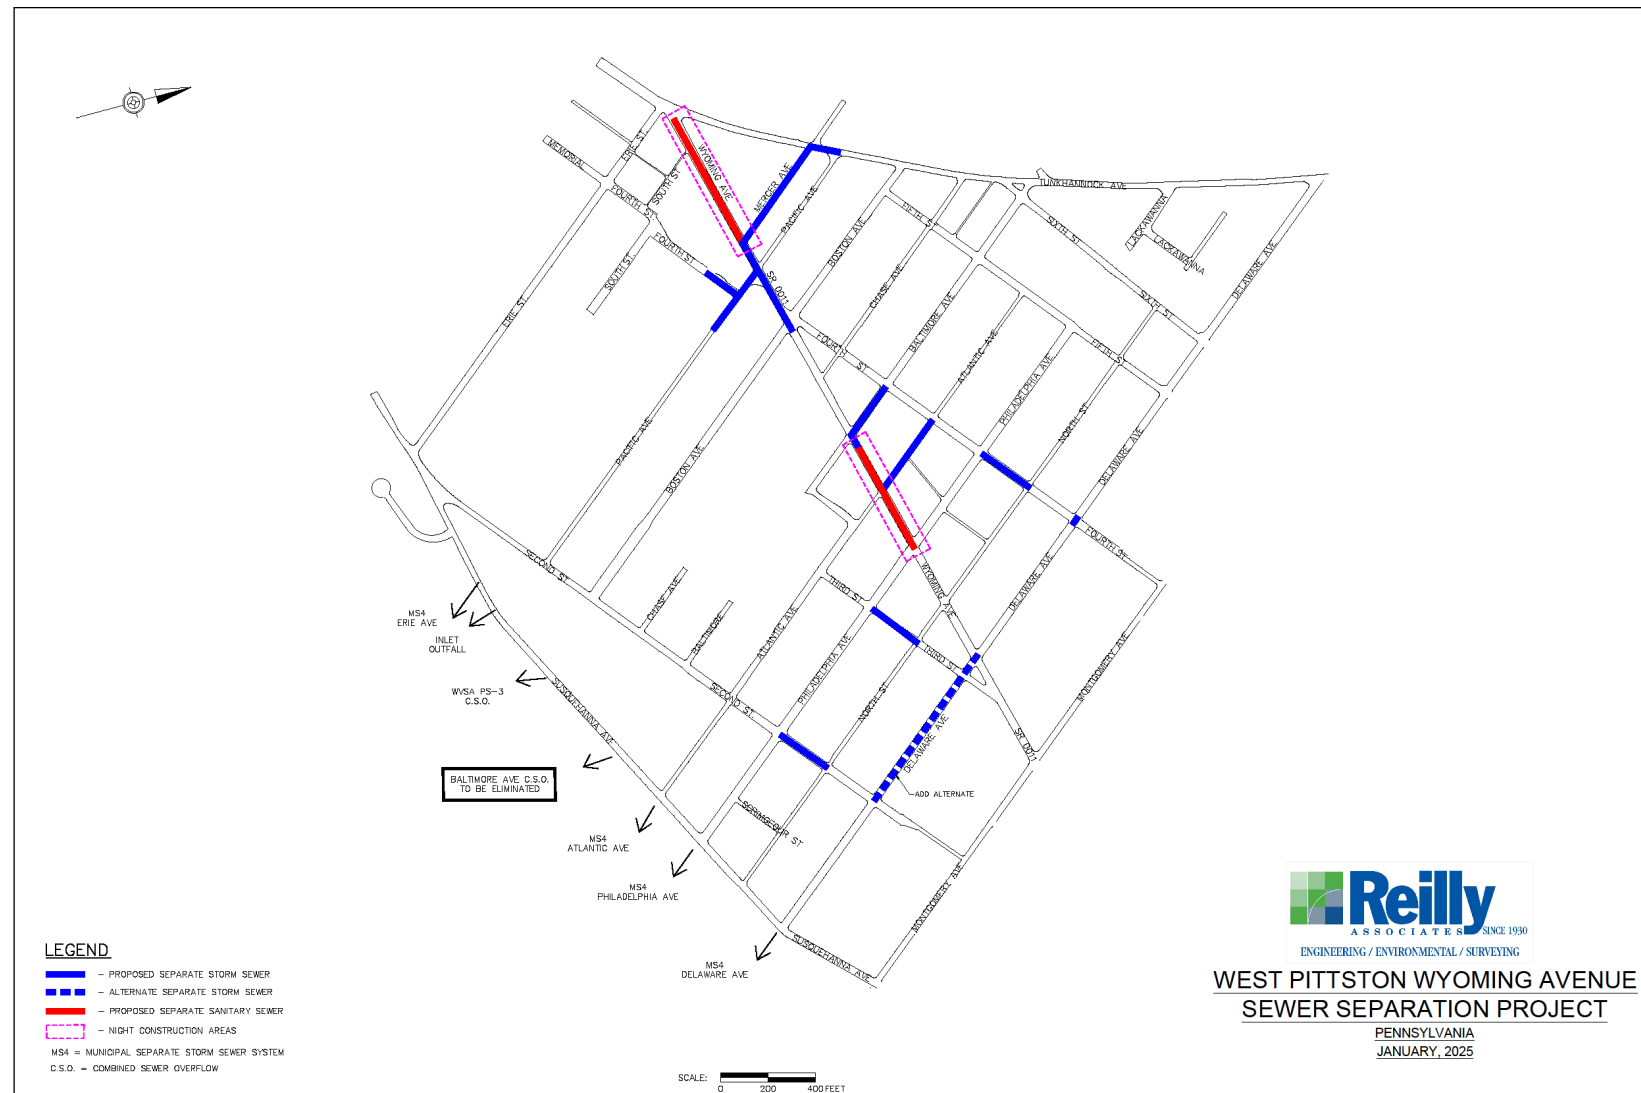 ERIE ST.
MEMORIAL
WYOMING AVE
SOUTH ST
MERCER AVE
FOURTH ST.
PACIFIC AVE
TUNKHANNOCK AVE
LACKAWANNA
LACKAWANNA
FIFTH ST
SIXTH ST
BOSTON AVE
FOURTH ST
SOUTH ST.
SR 0011
CHASE AVE
DELAWARE AVE
SIXTH ST
ERIE ST.
BALTIMORE AVE
FOURTH ST
ATLANTIC AVE
FIFTH ST
PHILADELPHIA AVE
NORTH ST
PACIFIC AVE
BOSTON AVE
DELAWARE AVE
FOURTH ST
SECOND ST
WYOMING AVE
DELAWARE AVE
CHASE AVE
BALTIMORE
THIRD ST
ATLANTIC AVE
MS4
ERIE AVE
INLET
OUTFALL
PHILADELPHIA AVE
THIRD ST
MONTGOMERY AVE
WVSA PS-3
C.S.O.
SUSQUEHANNA AVE
SECOND ST.
NORTH ST
DELAWARE AVE
SR 0011
BALTIMORE AVE C.S.O.
TO BE ELIMINATED
ADD ALTERNATE
SCRIMGEOUR ST
MS4
ATLANTIC AVE
MS4
PHILADELPHIA AVE
MONTGOMERY AVE
SUSQUEHANNA AVE
MS4
DELAWARE AVE
LEGEND
- PROPOSED SEPARATE STORM SEWER
- ALTERNATE SEPARATE STORM SEWER
- PROPOSED SEPARATE SANITARY SEWER
- NIGHT CONSTRUCTION AREAS
MS4 = MUNICIPAL SEPARATE STORM SEWER SYSTEM
C.S.O. = COMBINED SEWER OVERFLOW
SCALE:
0 200 400 FEET
Reilly
ASSOCIATES SINCE 1930
ENGINEERING / ENVIRONMENTAL / SURVEYING
WEST PITTSTON WYOMING AVENUE
SEWER SEPARATION PROJECT
PENNSYLVANIA
JANUARY, 2025